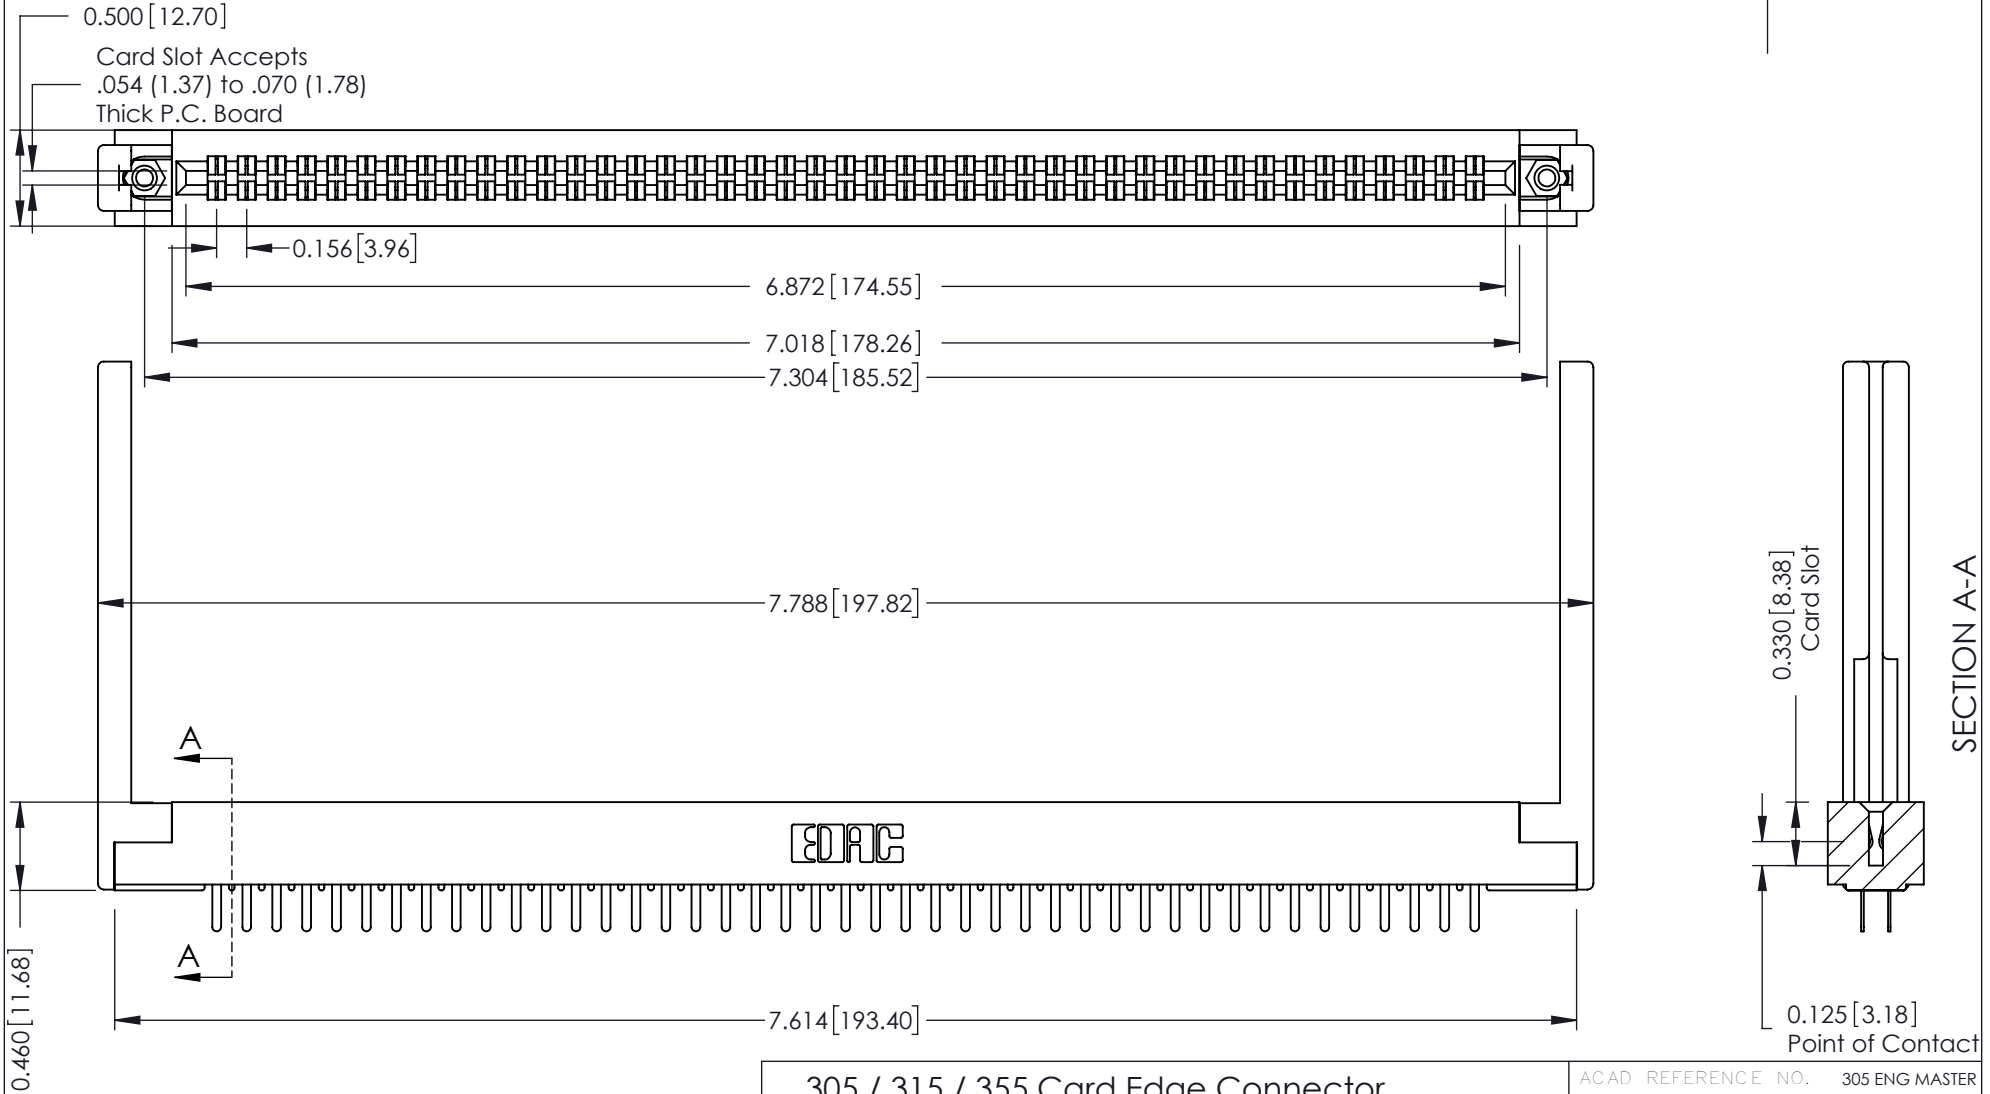 0.500 [12.70]
Card Slot Accepts
.054 (1.37) to .070 (1.78)
Thick P.C. Board
0.156 [3.96]
6.872 [174.55]
7.018 [178.26]
7.304 [185.52]
7.788 [197.82]
0.330 [8.38]
Card Slot
SECTION A-A
A
EDAC
A
0.460 [11.68]
7.614 [193.40]
0.125 [3.18]
Point of Contact
305 / 315 / 355 Card Edge Connector
ACAD REFERENCE NO. 305 ENG MASTER